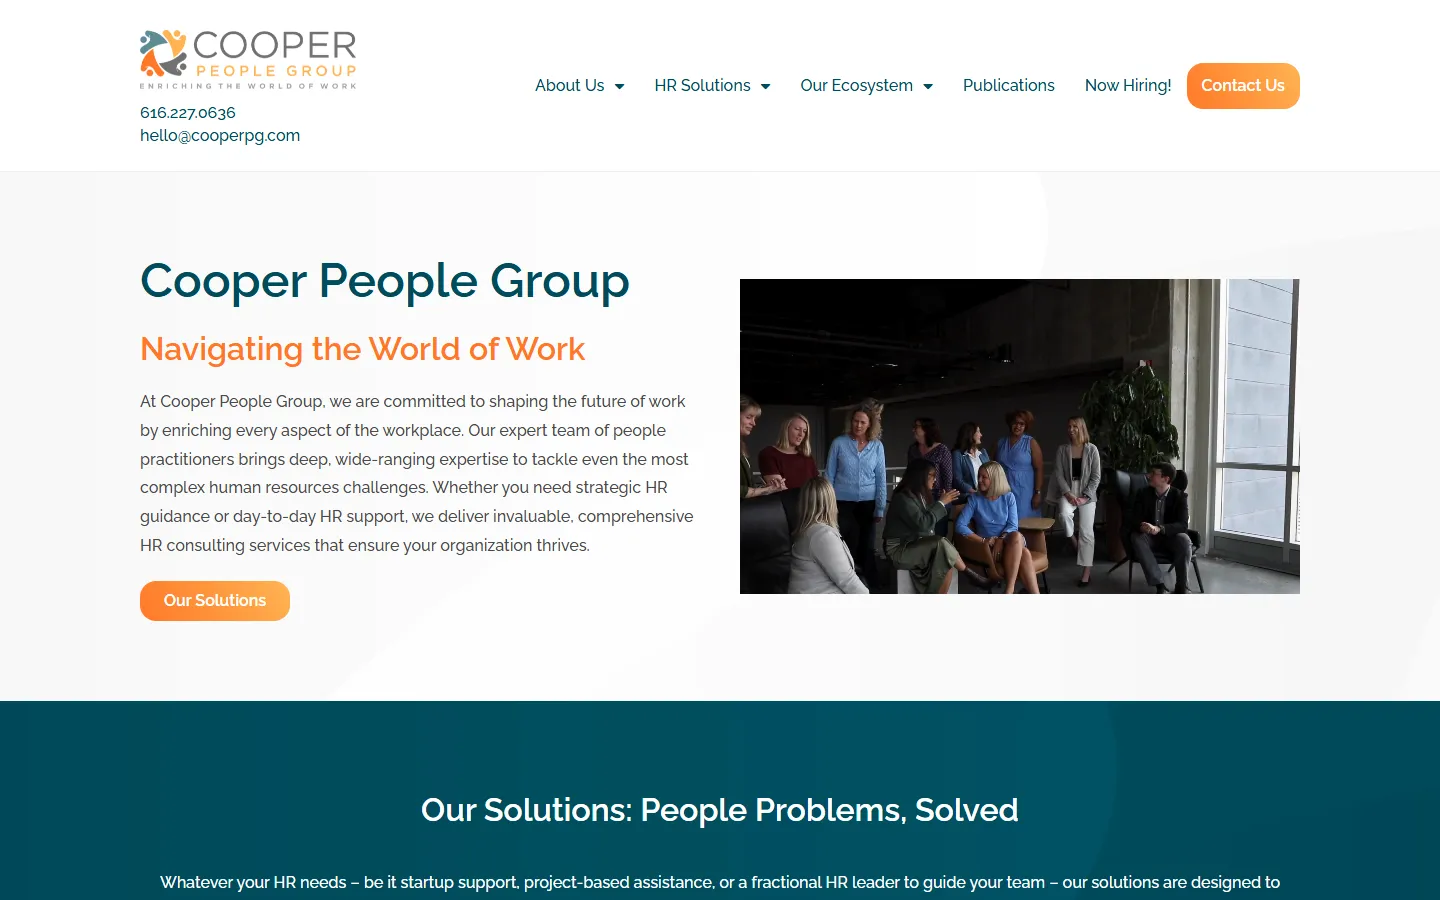 COOPER
PEOPLE GROUP
ENRICHING THE WORLD OF WORK
616.227.0636
hello@cooperpg.com
About Us
HR Solutions
Our Ecosystem
Publications
Now Hiring!
Contact Us
Cooper People Group
Navigating the World of Work
At Cooper People Group, we are committed to shaping the future of work
by enriching every aspect of the workplace. Our expert team of people
practitioners brings deep, wide-ranging expertise to tackle even the most
complex human resources challenges. Whether you need strategic HR
guidance or day-to-day HR support, we deliver invaluable, comprehensive
HR consulting services that ensure your organization thrives.
Our Solutions
Our Solutions: People Problems, Solved
Whatever your HR needs – be it startup support, project-based assistance, or a fractional HR leader to guide your team – our solutions are designed to